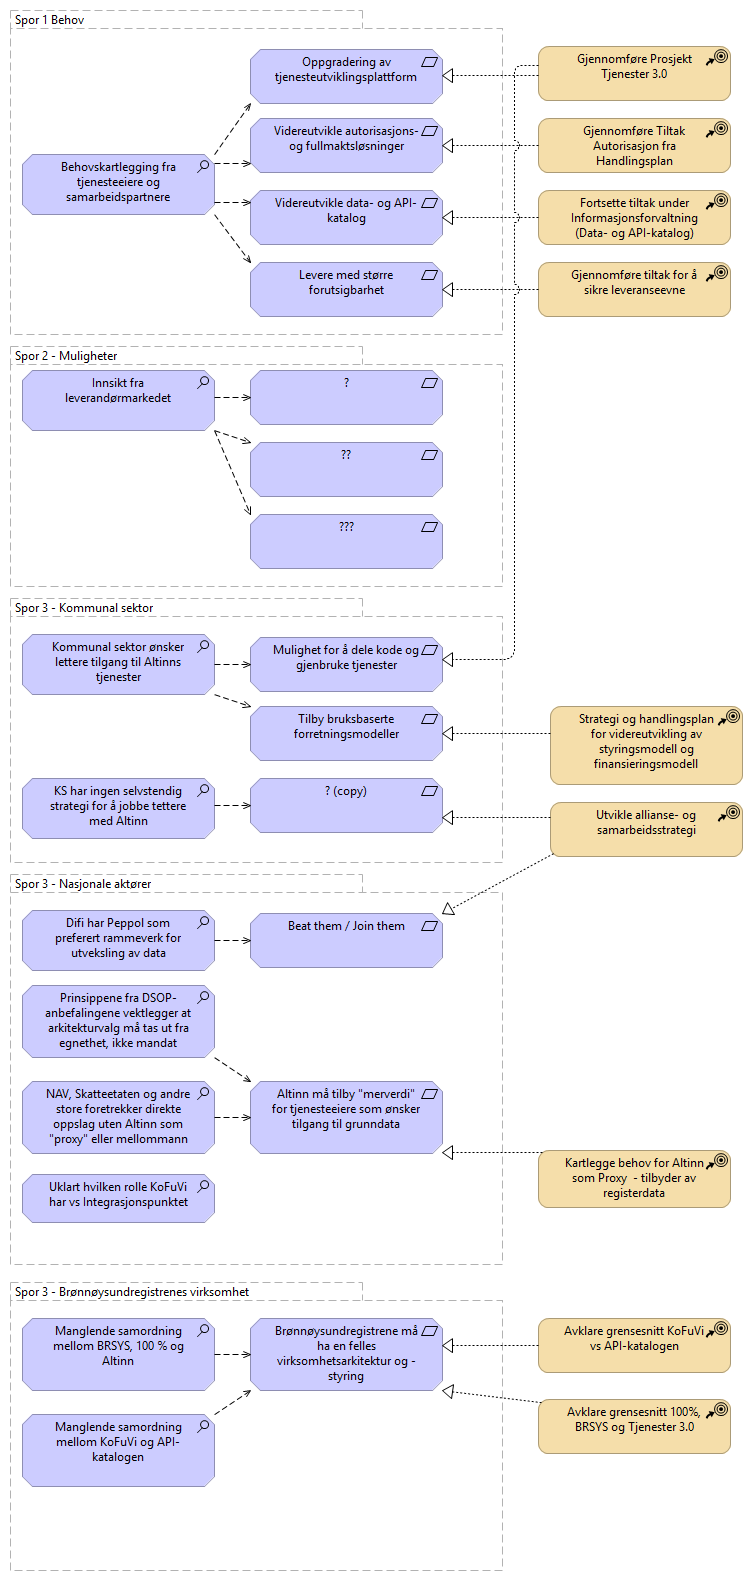 Spor 1 Behov
Oppgradering av
tjenesteutviklingsplattform
Gjennomføre Prosjekt
Tjenester 3.0
Videreutvikle autorisasjons-
og fullmaktsløsninger
Gjennomføre Tiltak
Autorisasjon fra
Handlingsplan
Behovskartlegging fra
tjenesteeiere og
samarbeidspartnere
Videreutvikle data- og API-
katalog
Fortsette tiltak under
Informasjonsforvaltning
(Data- og API-katalog)
Levere med større
forutsigbarhet
Gjennomføre tiltak for å
sikre leveranseevne
Spor 2 - Muligheter
Innsikt fra
leverandørmarkedet
?
??
???
Spor 3 - Kommunal sektor
Kommunal sektor ønsker
lettere tilgang til Altinns
tjenester
Mulighet for å dele kode og
gjenbruke tjenester
Tilby bruksbaserte
forretningsmodeller
Strategi og handlingsplan
for videreutvikling av
styringsmodell og
finansieringsmodell
KS har ingen selvstendig
strategi for å jobbe tettere
med Altinn
? (copy)
Utvikle allianse- og
samarbeidsstrategi
Spor 3 - Nasjonale aktører
Difi har Peppol som
preferert rammeverk for
utveksling av data
Beat them / Join them
Prinsippene fra DSOP-
anbefalingene vektlegger at
arkitekturvalg må tas ut fra
egnethet, ikke mandat
NAV, Skatteetaten og andre
store foretrekker direkte
oppslag uten Altinn som
"proxy" eller mellommann
Altinn må tilby "merverdi"
for tjenesteeiere som ønsker
tilgang til grunndata
Kartlegge behov for Altinn
som Proxy - tilbyder av
registerdata
Uklart hvilken rolle KoFuVi
har vs Integrasjonspunktet
Spor 3 - Brønnøysundregistrenes virksomhet
Manglende samordning
mellom BRSYS, 100 % og
Altinn
Brønnøysundregistrene må
ha en felles
virksomhetsarkitektur og -
styring
Avklare grensesnitt KoFuVi
vs API-katalogen
Avklare grensesnitt 100%,
BRSYS og Tjenester 3.0
Manglende samordning
mellom KoFuVi og API-
katalogen